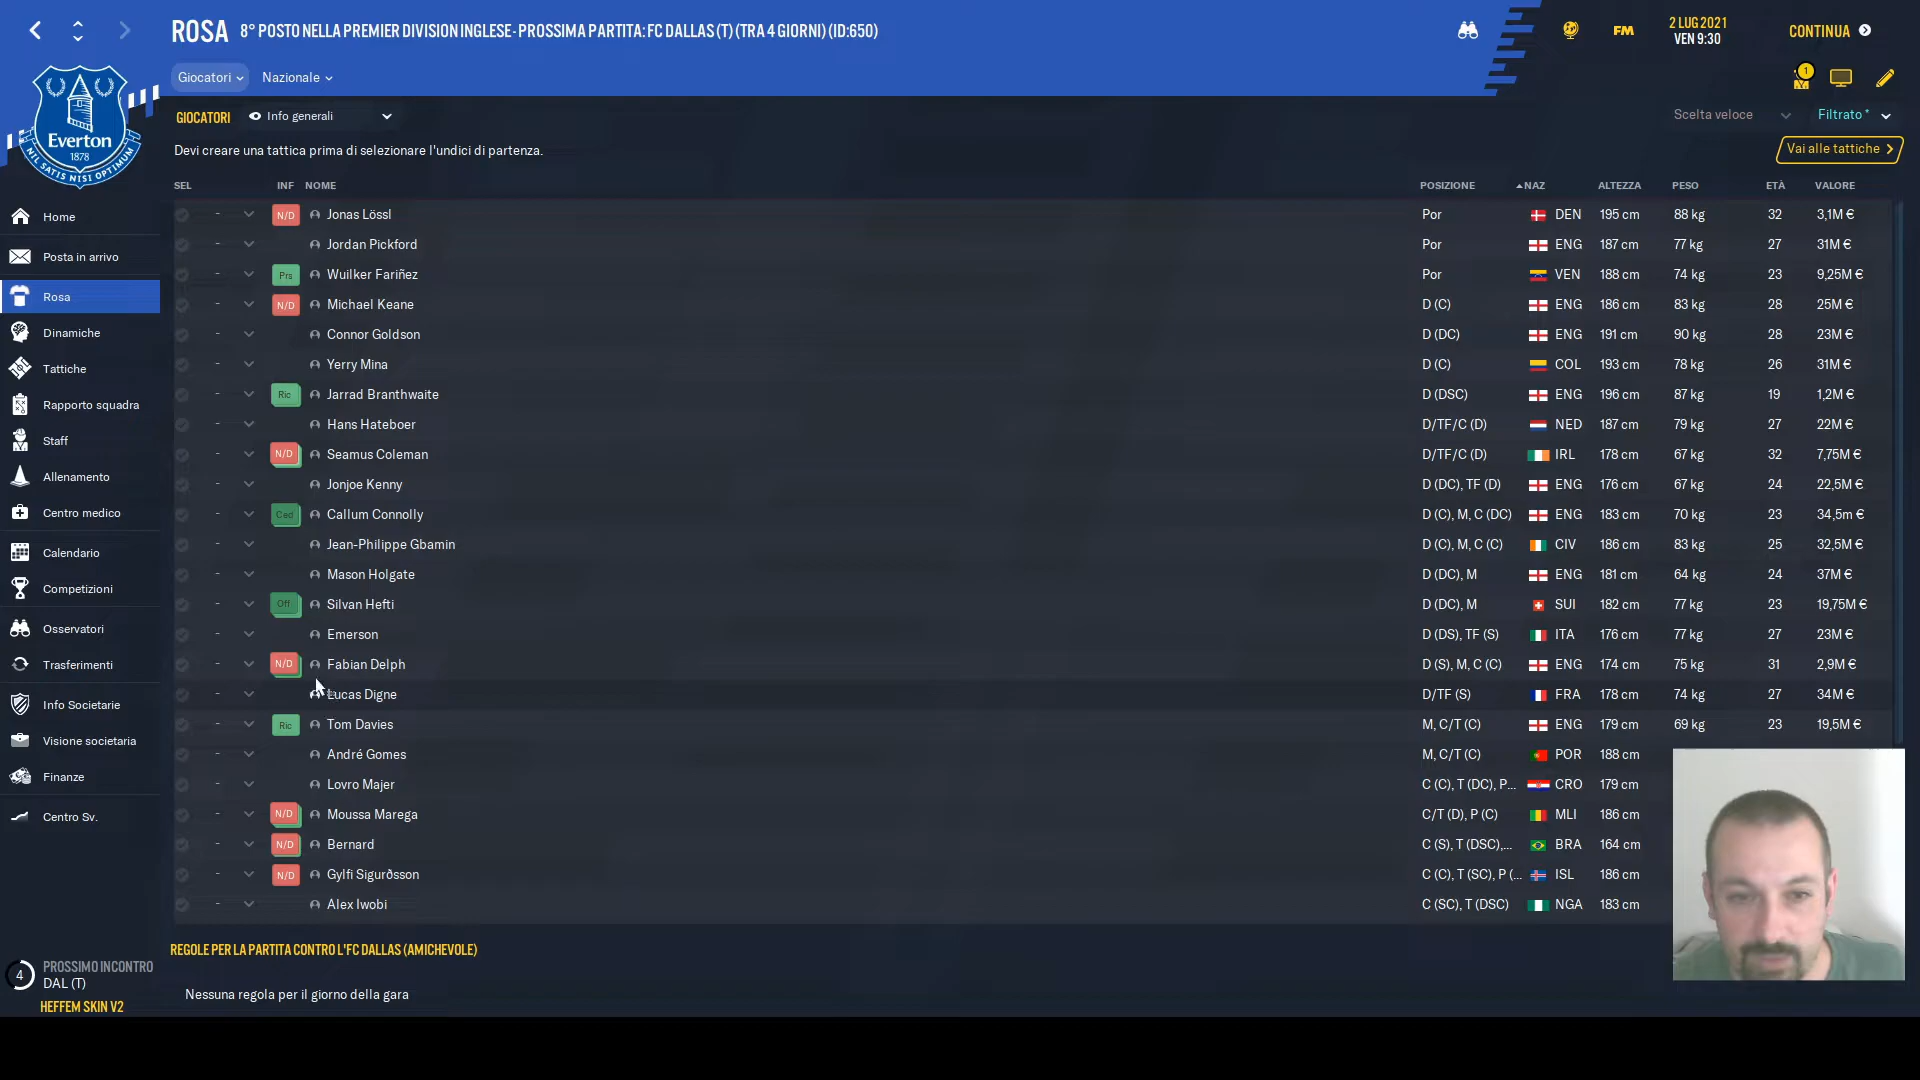 ROSA 8° POSTO NELLA PREMIER DIVISION INGLESE - PROSSIMA PARTITA: FC DALLAS (T) (TRA 4 GIORNI) (ID:650)
FM
2 LUG 2021
VEN 9:30
CONTINUA
Giocatori
Nazionale
1
Everton
1878
NIL SATIS NISI OPTIMUM
GIOCATORI
Info generali
Scelta veloce
Filtrato *
Devi creare una tattica prima di selezionare l'undici di partenza.
Vai alle tattiche
SEL INF NOME POSIZIONE NAZ ALTEZZA PESO ETÀ VALORE
- N/D Jonas Lössl Por DEN 195 cm 88 kg 32 3,1M €
- Jordan Pickford Por ENG 187 cm 77 kg 27 31M €
- Prs Wuilker Fariñez Por VEN 188 cm 74 kg 23 9,25M €
- N/D Michael Keane D (C) ENG 186 cm 83 kg 28 25M €
- Connor Goldson D (DC) ENG 191 cm 90 kg 28 23M €
- Yerry Mina D (C) COL 193 cm 78 kg 26 31M €
- Ric Jarrad Branthwaite D (DSC) ENG 196 cm 87 kg 19 1,2M €
- Hans Hateboer D/TF/C (D) NED 187 cm 79 kg 27 22M €
- N/D Seamus Coleman D/TF/C (D) IRL 178 cm 67 kg 32 7,75M €
- Jonjoe Kenny D (DC), TF (D) ENG 176 cm 67 kg 24 22,5M €
- Ced Callum Connolly D (C), M, C (DC) ENG 183 cm 70 kg 23 34,5m €
- Jean-Philippe Gbamin D (C), M, C (C) CIV 186 cm 83 kg 25 32,5M €
- Mason Holgate D (DC), M ENG 181 cm 64 kg 24 37M €
- Off Silvan Hefti D (DC), M SUI 182 cm 77 kg 23 19,75M €
- Emerson D (DS), TF (S) ITA 176 cm 77 kg 27 23M €
- N/D Fabian Delph D (S), M, C (C) ENG 174 cm 75 kg 31 2,9M €
- Lucas Digne D/TF (S) FRA 178 cm 74 kg 27 34M €
- Ric Tom Davies M, C/T (C) ENG 179 cm 69 kg 23 19,5M €
- André Gomes M, C/T (C) POR 188 cm
- Lovro Majer C (C), T (DC), P... CRO 179 cm
- N/D Moussa Marega C/T (D), P (C) MLI 186 cm
- N/D Bernard C (S), T (DSC),... BRA 164 cm
- N/D Gylfi Sigurðsson C (C), T (SC), P (... ISL 186 cm
- Alex Iwobi C (SC), T (DSC) NGA 183 cm
Home
Posta in arrivo
Rosa
Dinamiche
Tattiche
Rapporto squadra
Staff
Allenamento
Centro medico
Calendario
Competizioni
Osservatori
Trasferimenti
Info Societarie
Visione societaria
Finanze
Centro Sv.
4 PROSSIMO INCONTRO
DAL (T)
HEFFEM SKIN V2
REGOLE PER LA PARTITA CONTRO L'FC DALLAS (AMICHEVOLE)
Nessuna regola per il giorno della gara